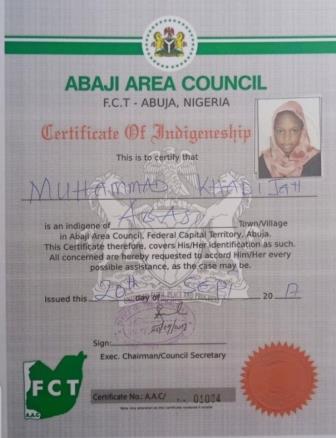 ABAJI AREA COUNCIL
F.C.T - ABUJA, NIGERIA
Certificate Of Indigeneship
This is to certify that
MUHAMMAD KHADIJAH
is an indigene of ABAJI Town/Village
in Abaji Area Council, Federal Capital Territory, Abuja.
This Certificate therefore, covers His/Her identification as such.
All concerned are hereby requested to accord Him/Her every
possible assistance, as the case may be.
Issued this 20th day of SEPT 20 17
Sign:
Exec. Chairman/Council Secretary
FCT
A.A.C
Certificate No.: A.A.C/ 01004